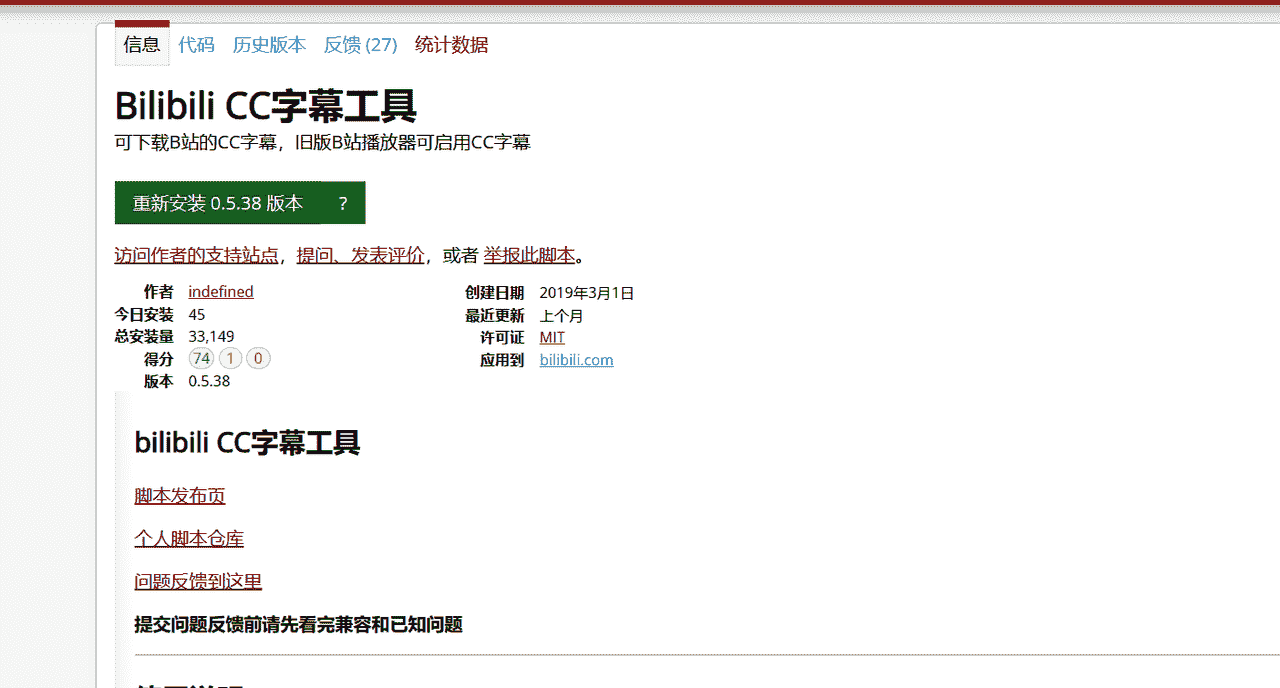 信息 代码 历史版本 反馈 (27) 统计数据
Bilibili CC字幕工具
可下载B站的CC字幕，旧版B站播放器可启用CC字幕
重新安装 0.5.38 版本 ?
访问作者的支持站点，提问、发表评价，或者 举报此脚本。
作者 indefined 创建日期 2019年3月1日
今日安装 45 最近更新 上个月
总安装量 33,149 许可证 MIT
得分 74 1 0 应用到 bilibili.com
版本 0.5.38
bilibili CC字幕工具
脚本发布页
个人脚本仓库
问题反馈到这里
提交问题反馈前请先看完兼容和已知问题